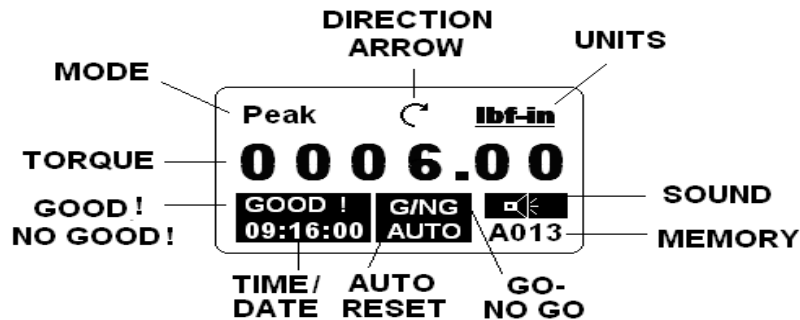 DIRECTION
ARROW
UNITS
MODE
Peak lbf-in
TORQUE
0006.00
GOOD!
NO GOOD!
GOOD !
09:16:00
G/NG
AUTO
A013
SOUND
MEMORY
TIME/
DATE
AUTO
RESET
GO-
NO GO